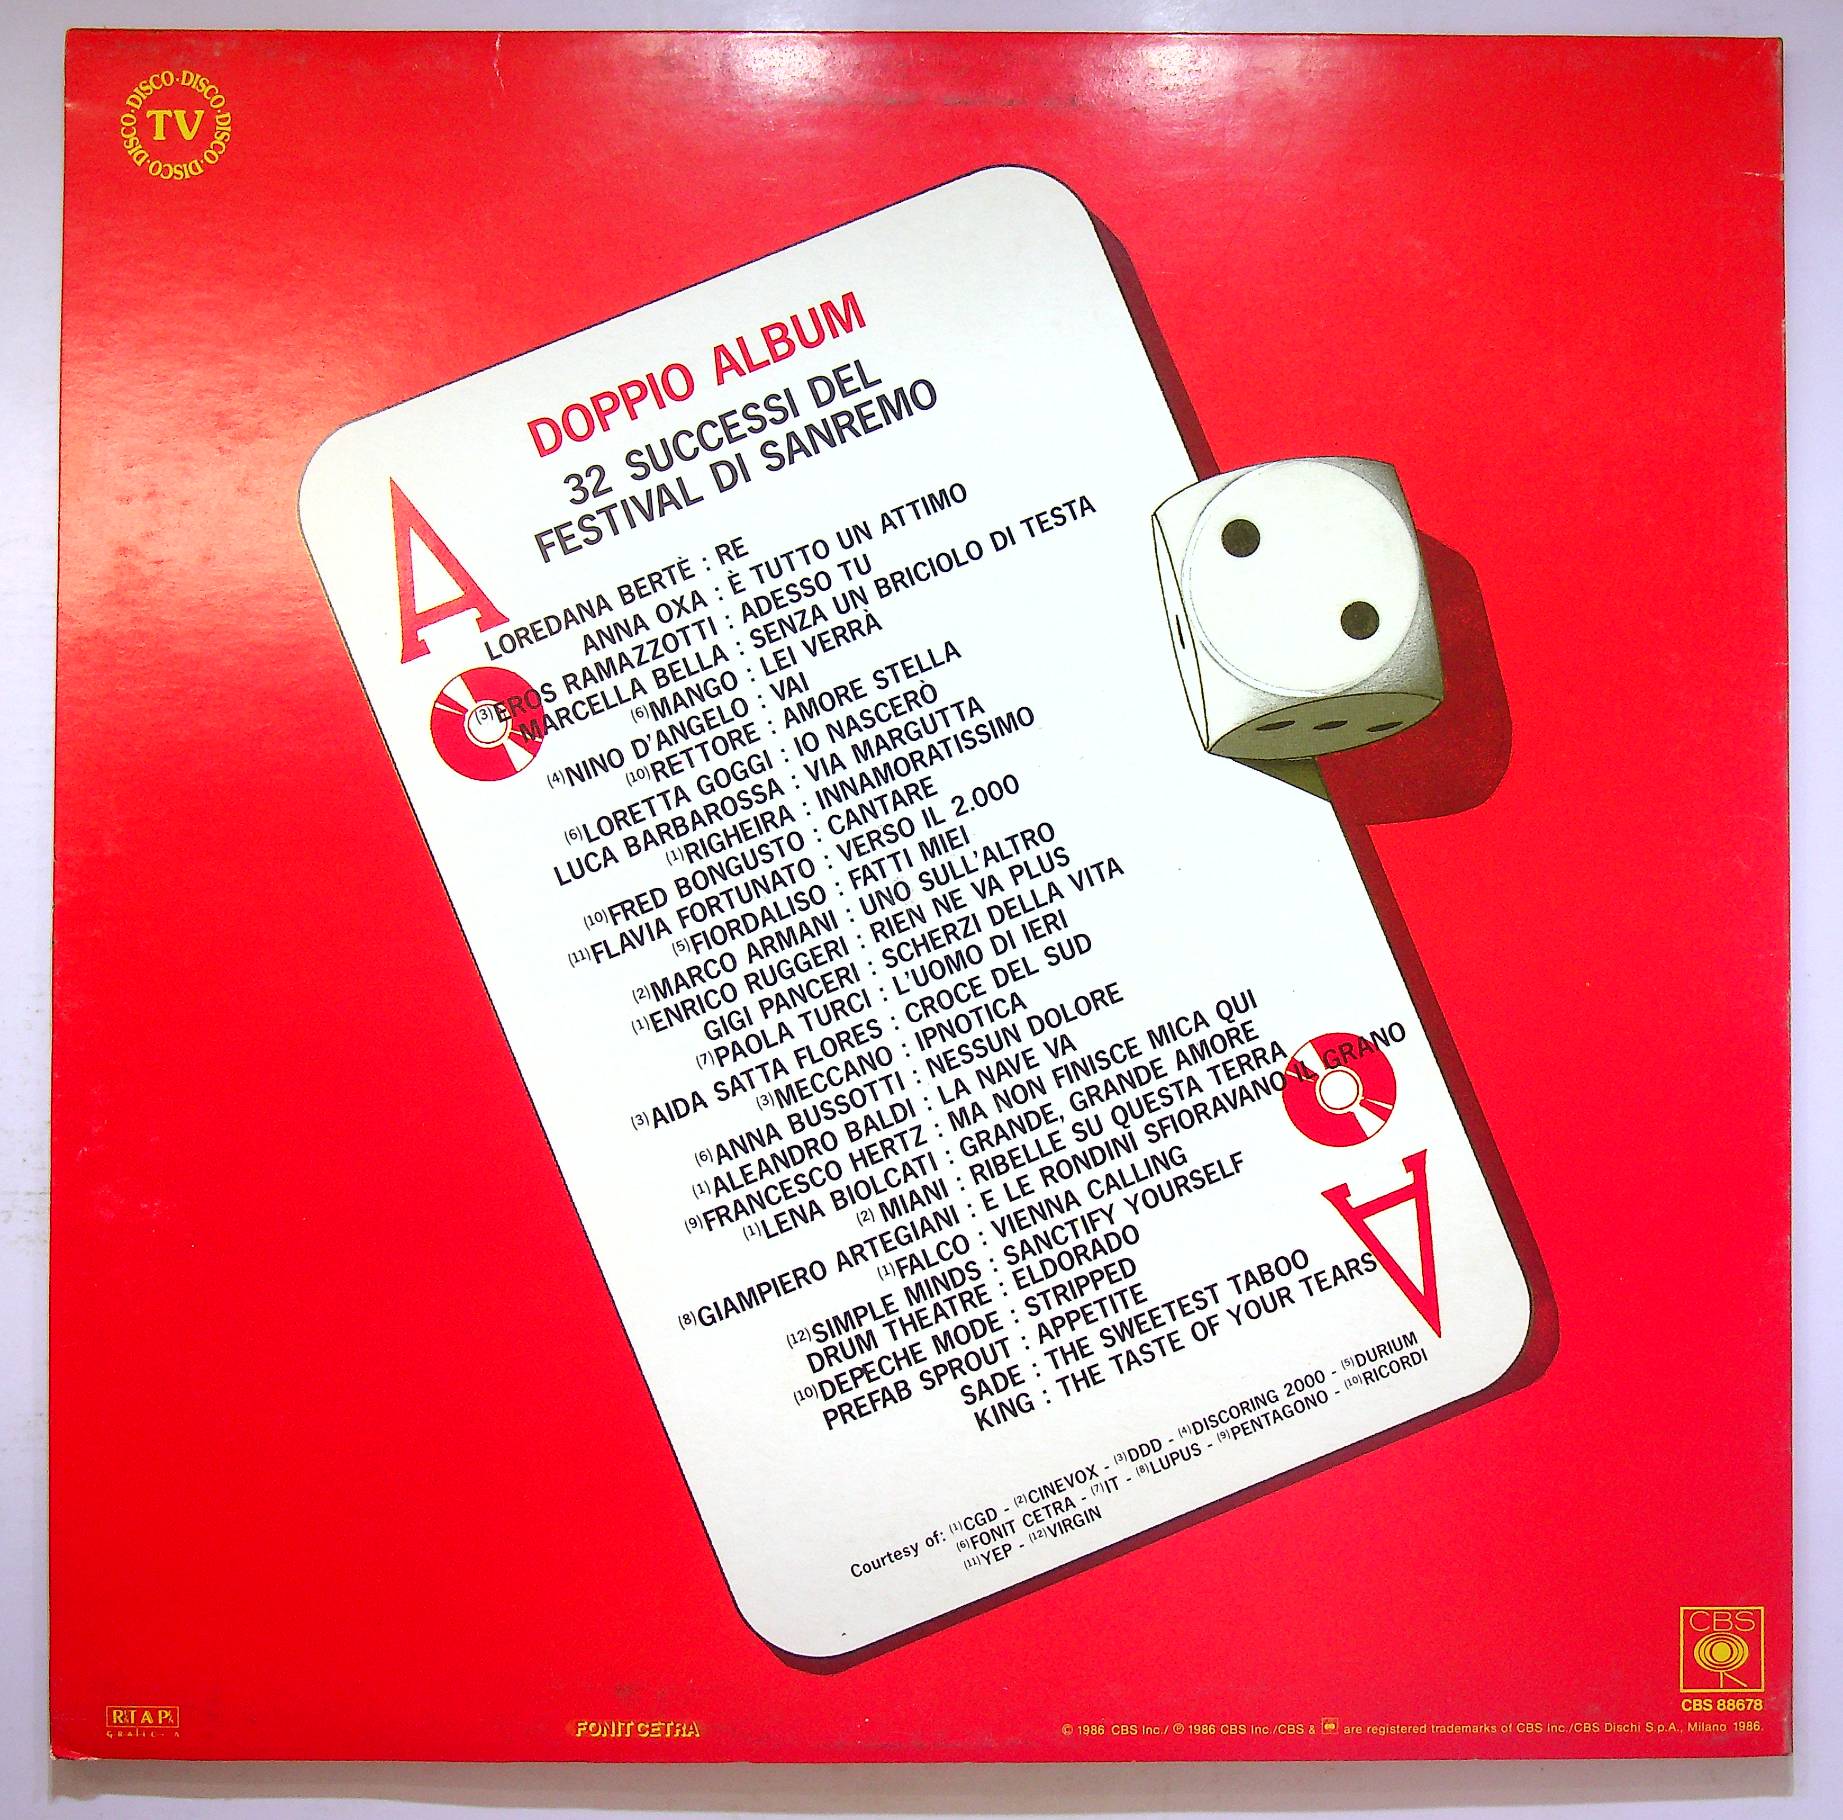 DISCO·DISCO·DISCO·DISCO·DISCO·
TV
DOPPIO ALBUM
32 SUCCESSI DEL
FESTIVAL DI SANREMO
A
LOREDANA BERTÈ : RE
ANNA OXA : È TUTTO UN ATTIMO
(3)EROS RAMAZZOTTI : ADESSO TU
MARCELLA BELLA : SENZA UN BRICIOLO DI TESTA
(6)MANGO : LEI VERRÀ
(4)NINO D'ANGELO : VAI
(10)RETTORE : AMORE STELLA
(6)LORETTA GOGGI : IO NASCERÒ
LUCA BARBAROSSA : VIA MARGUTTA
(1)RIGHEIRA : INNAMORATISSIMO
(10)FRED BONGUSTO : CANTARE
(11)FLAVIA FORTUNATO : VERSO IL 2.000
(5)FIORDALISO : FATTI MIEI
(2)MARCO ARMANI : UNO SULL'ALTRO
(1)ENRICO RUGGERI : RIEN NE VA PLUS
GIGI PANCERI : SCHERZI DELLA VITA
(7)PAOLA TURCI : L'UOMO DI IERI
(3)AIDA SATTA FLORES : CROCE DEL SUD
(3)MECCANO : IPNOTICA
(6)ANNA BUSSOTTI : NESSUN DOLORE
(1)ALEANDRO BALDI : LA NAVE VA
(9)FRANCESCO HERTZ : MA NON FINISCE MICA QUI
(1)LENA BIOLCATI : GRANDE, GRANDE AMORE
(2) MIANI : RIBELLE SU QUESTA TERRA
(8)GIAMPIERO ARTEGIANI : E LE RONDINI SFIORAVANO IL GRANO
(1)FALCO : VIENNA CALLING
(12)SIMPLE MINDS : SANCTIFY YOURSELF
DRUM THEATRE : ELDORADO
(10)DEPECHE MODE : STRIPPED
PREFAB SPROUT : APPETITE
SADE : THE SWEETEST TABOO
KING : THE TASTE OF YOUR TEARS
A
Courtesy of: (1)CGD - (2)CINEVOX - (3)DDD - (4)DISCORING 2000 - (5)DURIUM
(6)FONIT CETRA - (7)IT - (8)LUPUS - (9)PENTAGONO - (10)RICORDI
(11)YEP - (12)VIRGIN
CBS
CBS 88678
FONIT CETRA
© 1986 CBS Inc./ ℗ 1986 CBS Inc./CBS & are registered trademarks of CBS Inc./CBS Dischi S.p.A., Milano 1986.